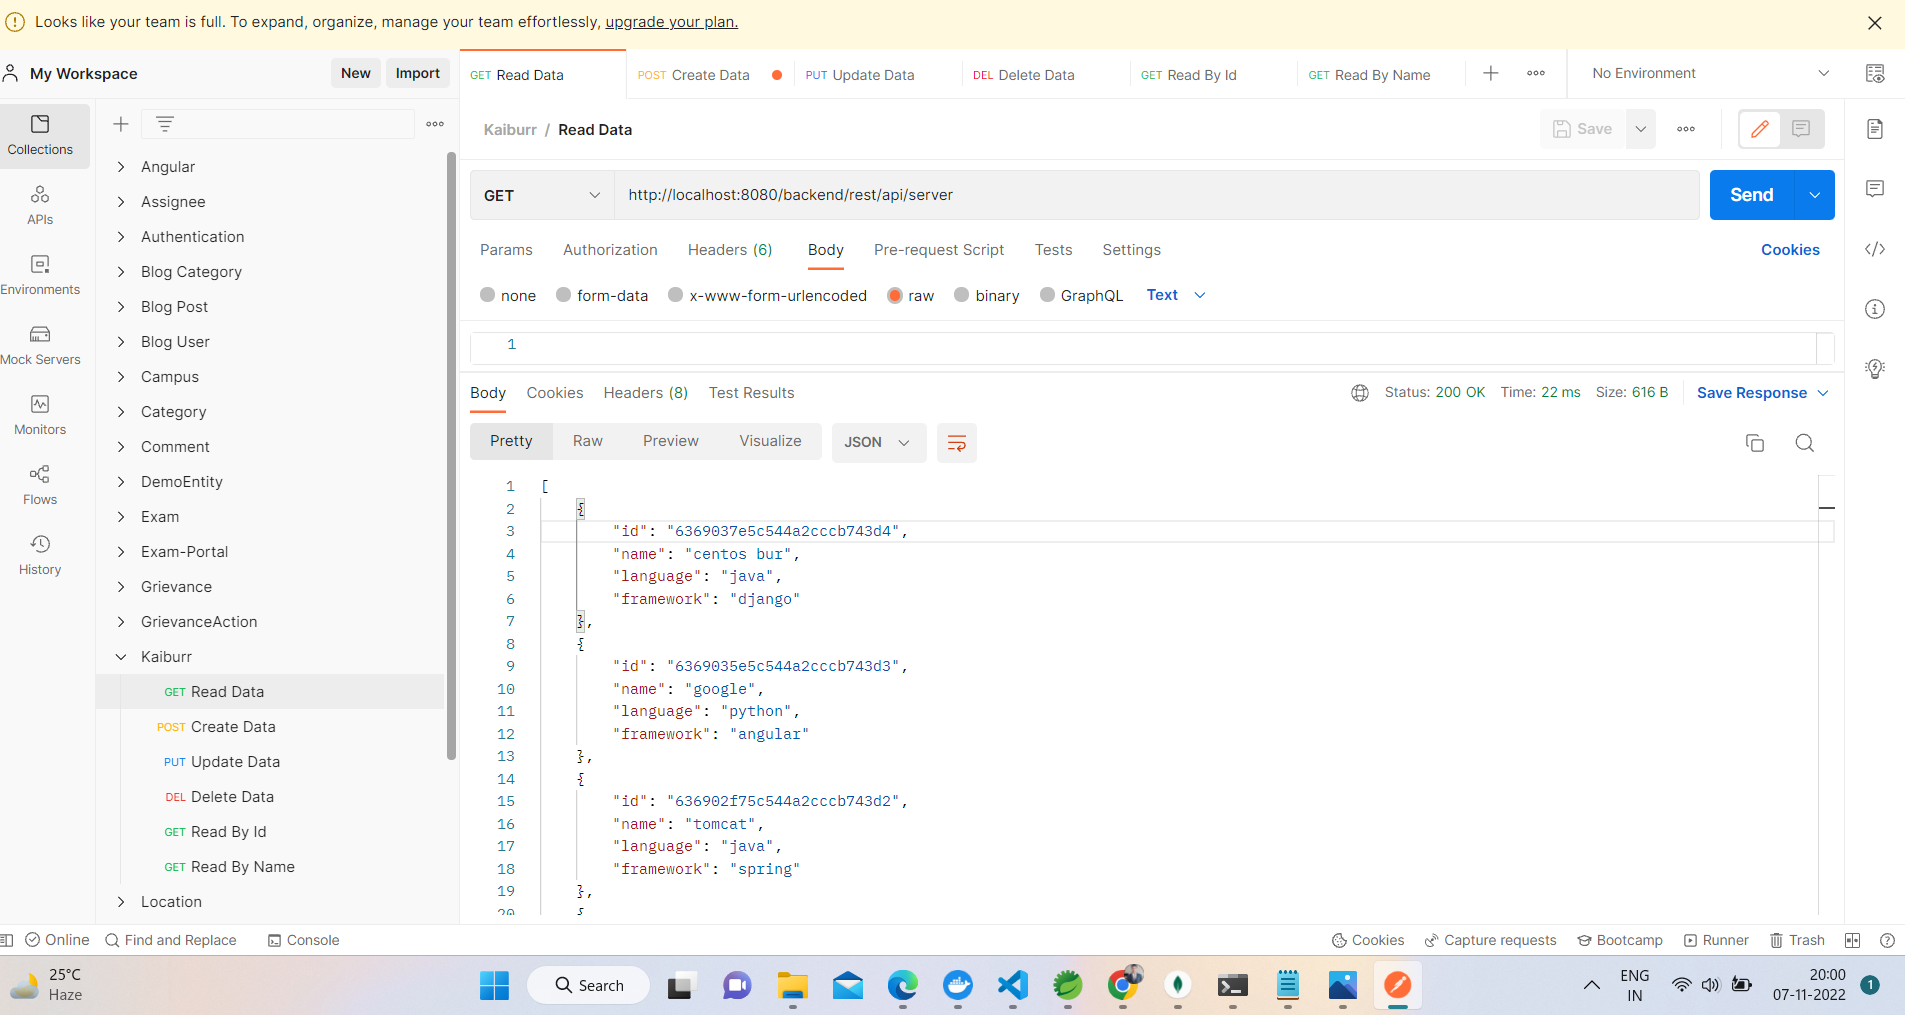 Looks like your team is full. To expand, organize, manage your team effortlessly, upgrade your plan.
My Workspace
New
Import
GET Read Data
POST Create Data
PUT Update Data
DEL Delete Data
GET Read By Id
GET Read By Name
No Environment
Collections
APIs
Environments
Mock Servers
Monitors
Flows
History
Angular
Assignee
Authentication
Blog Category
Blog Post
Blog User
Campus
Category
Comment
DemoEntity
Exam
Exam-Portal
Grievance
GrievanceAction
Kaiburr
GET Read Data
POST Create Data
PUT Update Data
DEL Delete Data
GET Read By Id
GET Read By Name
Location
Kaiburr / Read Data
Save
GET
http://localhost:8080/backend/rest/api/server
Send
Params Authorization Headers (6) Body Pre-request Script Tests Settings
Cookies
none form-data x-www-form-urlencoded raw binary GraphQL Text
1
Body Cookies Headers (8) Test Results
Status: 200 OK Time: 22 ms Size: 616 B
Save Response
Pretty Raw Preview Visualize JSON
1 [
2 {
3 "id": "6369037e5c544a2cccb743d4",
4 "name": "centos bur",
5 "language": "java",
6 "framework": "django"
7 },
8 {
9 "id": "6369035e5c544a2cccb743d3",
10 "name": "google",
11 "language": "python",
12 "framework": "angular"
13 },
14 {
15 "id": "636902f75c544a2cccb743d2",
16 "name": "tomcat",
17 "language": "java",
18 "framework": "spring"
19 },
20 {
Online Find and Replace Console
Cookies Capture requests Bootcamp Runner Trash
25°C
Haze
Search
ENG
IN
20:00
07-11-2022
1